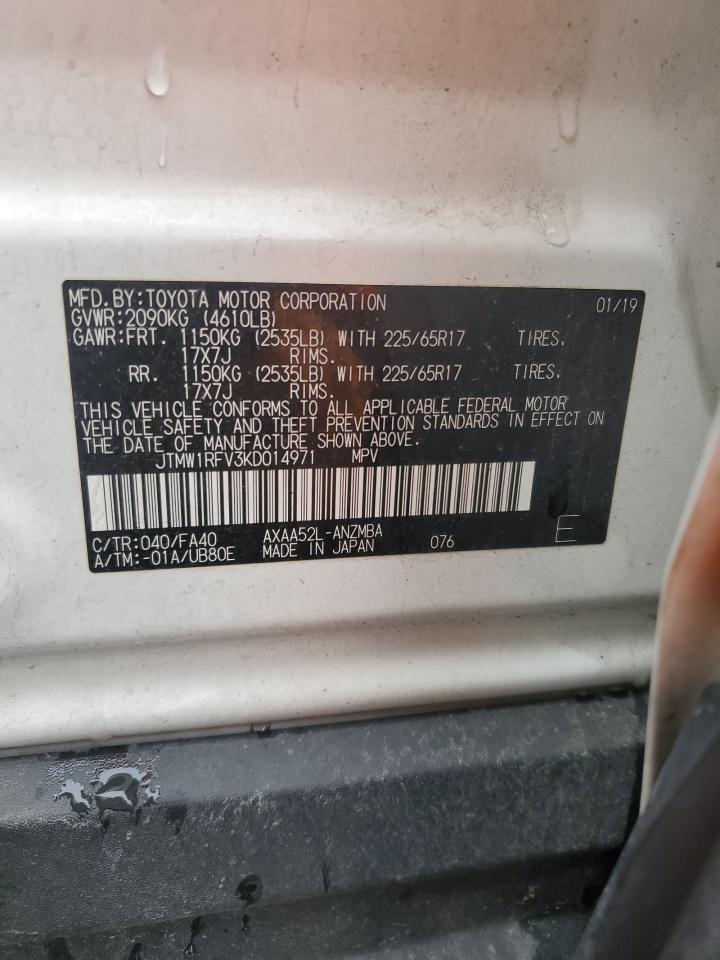 MFD.BY:TOYOTA MOTOR CORPORATION 01/19
GVWR:2090KG (4610LB)
GAWR:FRT. 1150KG (2535LB) WITH 225/65R17 TIRES,
17X7J RIMS.
RR. 1150KG (2535LB) WITH 225/65R17 TIRES,
17X7J RIMS.
THIS VEHICLE CONFORMS TO ALL APPLICABLE FEDERAL MOTOR
VEHICLE SAFETY AND THEFT PREVENTION STANDARDS IN EFFECT ON
THE DATE OF MANUFACTURE SHOWN ABOVE.
JTMW1RFV3KD014971 MPV
C/TR:040/FA40 AXAA52L-ANZMBA
A/TM:-01A/UB80E MADE IN JAPAN 076 E